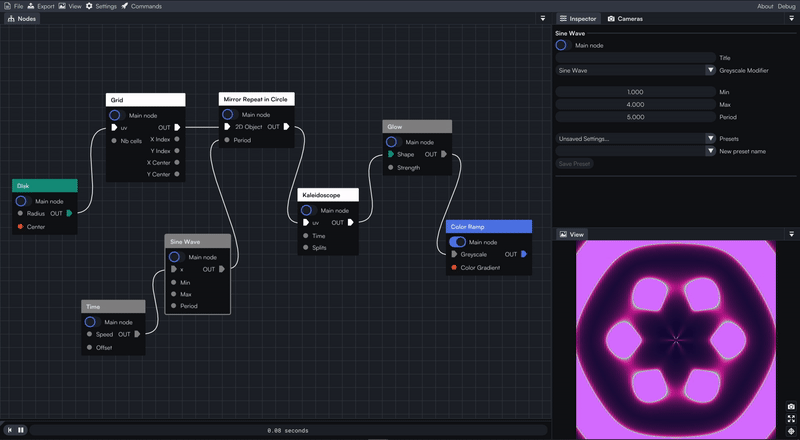 File Export View Settings Commands About Debug
Nodes
Grid
Main node
uv OUT
Nb cells X Index
Y Index
X Center
Y Center
Mirror Repeat in Circle
Main node
2D Object OUT
Period
Glow
Main node
Shape OUT
Strength
Disk
Main node
Radius OUT
Center
Kaleidoscope
Main node
uv OUT
Time
Splits
Color Ramp
Main node
Greyscale OUT
Color Gradient
Sine Wave
Main node
x OUT
Min
Max
Period
Time
Main node
Speed OUT
Offset
0.08 seconds
Inspector Cameras
Sine Wave
Main node
Title
Sine Wave Greyscale Modifier
1.000 Min
4.000 Max
5.000 Period
Unsaved Settings... Presets
New preset name
Save Preset
View